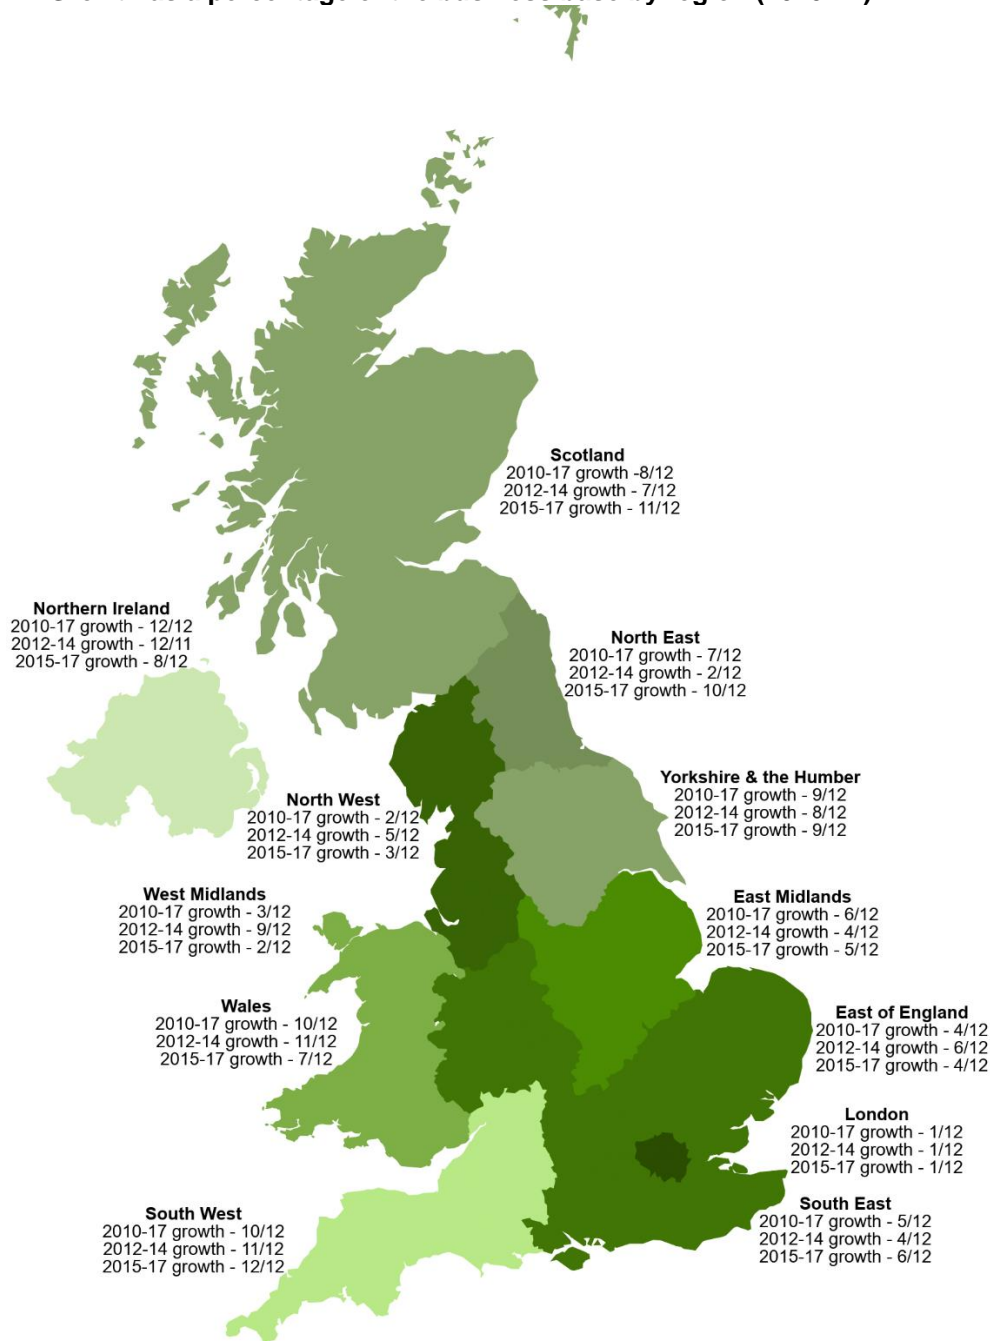 Scotland
2010-17 growth -8/12
2012-14 growth - 7/12
2015-17 growth - 11/12
Northern Ireland
2010-17 growth - 12/12
2012-14 growth - 12/11
2015-17 growth - 8/12
North East
2010-17 growth - 7/12
2012-14 growth - 2/12
2015-17 growth - 10/12
Yorkshire & the Humber
2010-17 growth - 9/12
2012-14 growth - 8/12
2015-17 growth - 9/12
North West
2010-17 growth - 2/12
2012-14 growth - 5/12
2015-17 growth - 3/12
West Midlands
2010-17 growth - 3/12
2012-14 growth - 9/12
2015-17 growth - 2/12
East Midlands
2010-17 growth - 6/12
2012-14 growth - 4/12
2015-17 growth - 5/12
Wales
2010-17 growth - 10/12
2012-14 growth - 11/12
2015-17 growth - 7/12
East of England
2010-17 growth - 4/12
2012-14 growth - 6/12
2015-17 growth - 4/12
London
2010-17 growth - 1/12
2012-14 growth - 1/12
2015-17 growth - 1/12
South East
2010-17 growth - 5/12
2012-14 growth - 4/12
2015-17 growth - 6/12
South West
2010-17 growth - 10/12
2012-14 growth - 11/12
2015-17 growth - 12/12